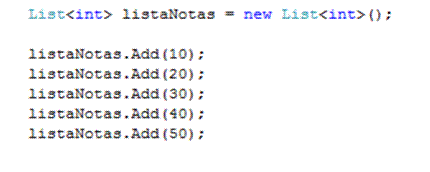 List<int> listaNotas = new List<int>();
listaNotas.Add(10);
listaNotas.Add(20);
listaNotas.Add(30);
listaNotas.Add(40);
listaNotas.Add(50);